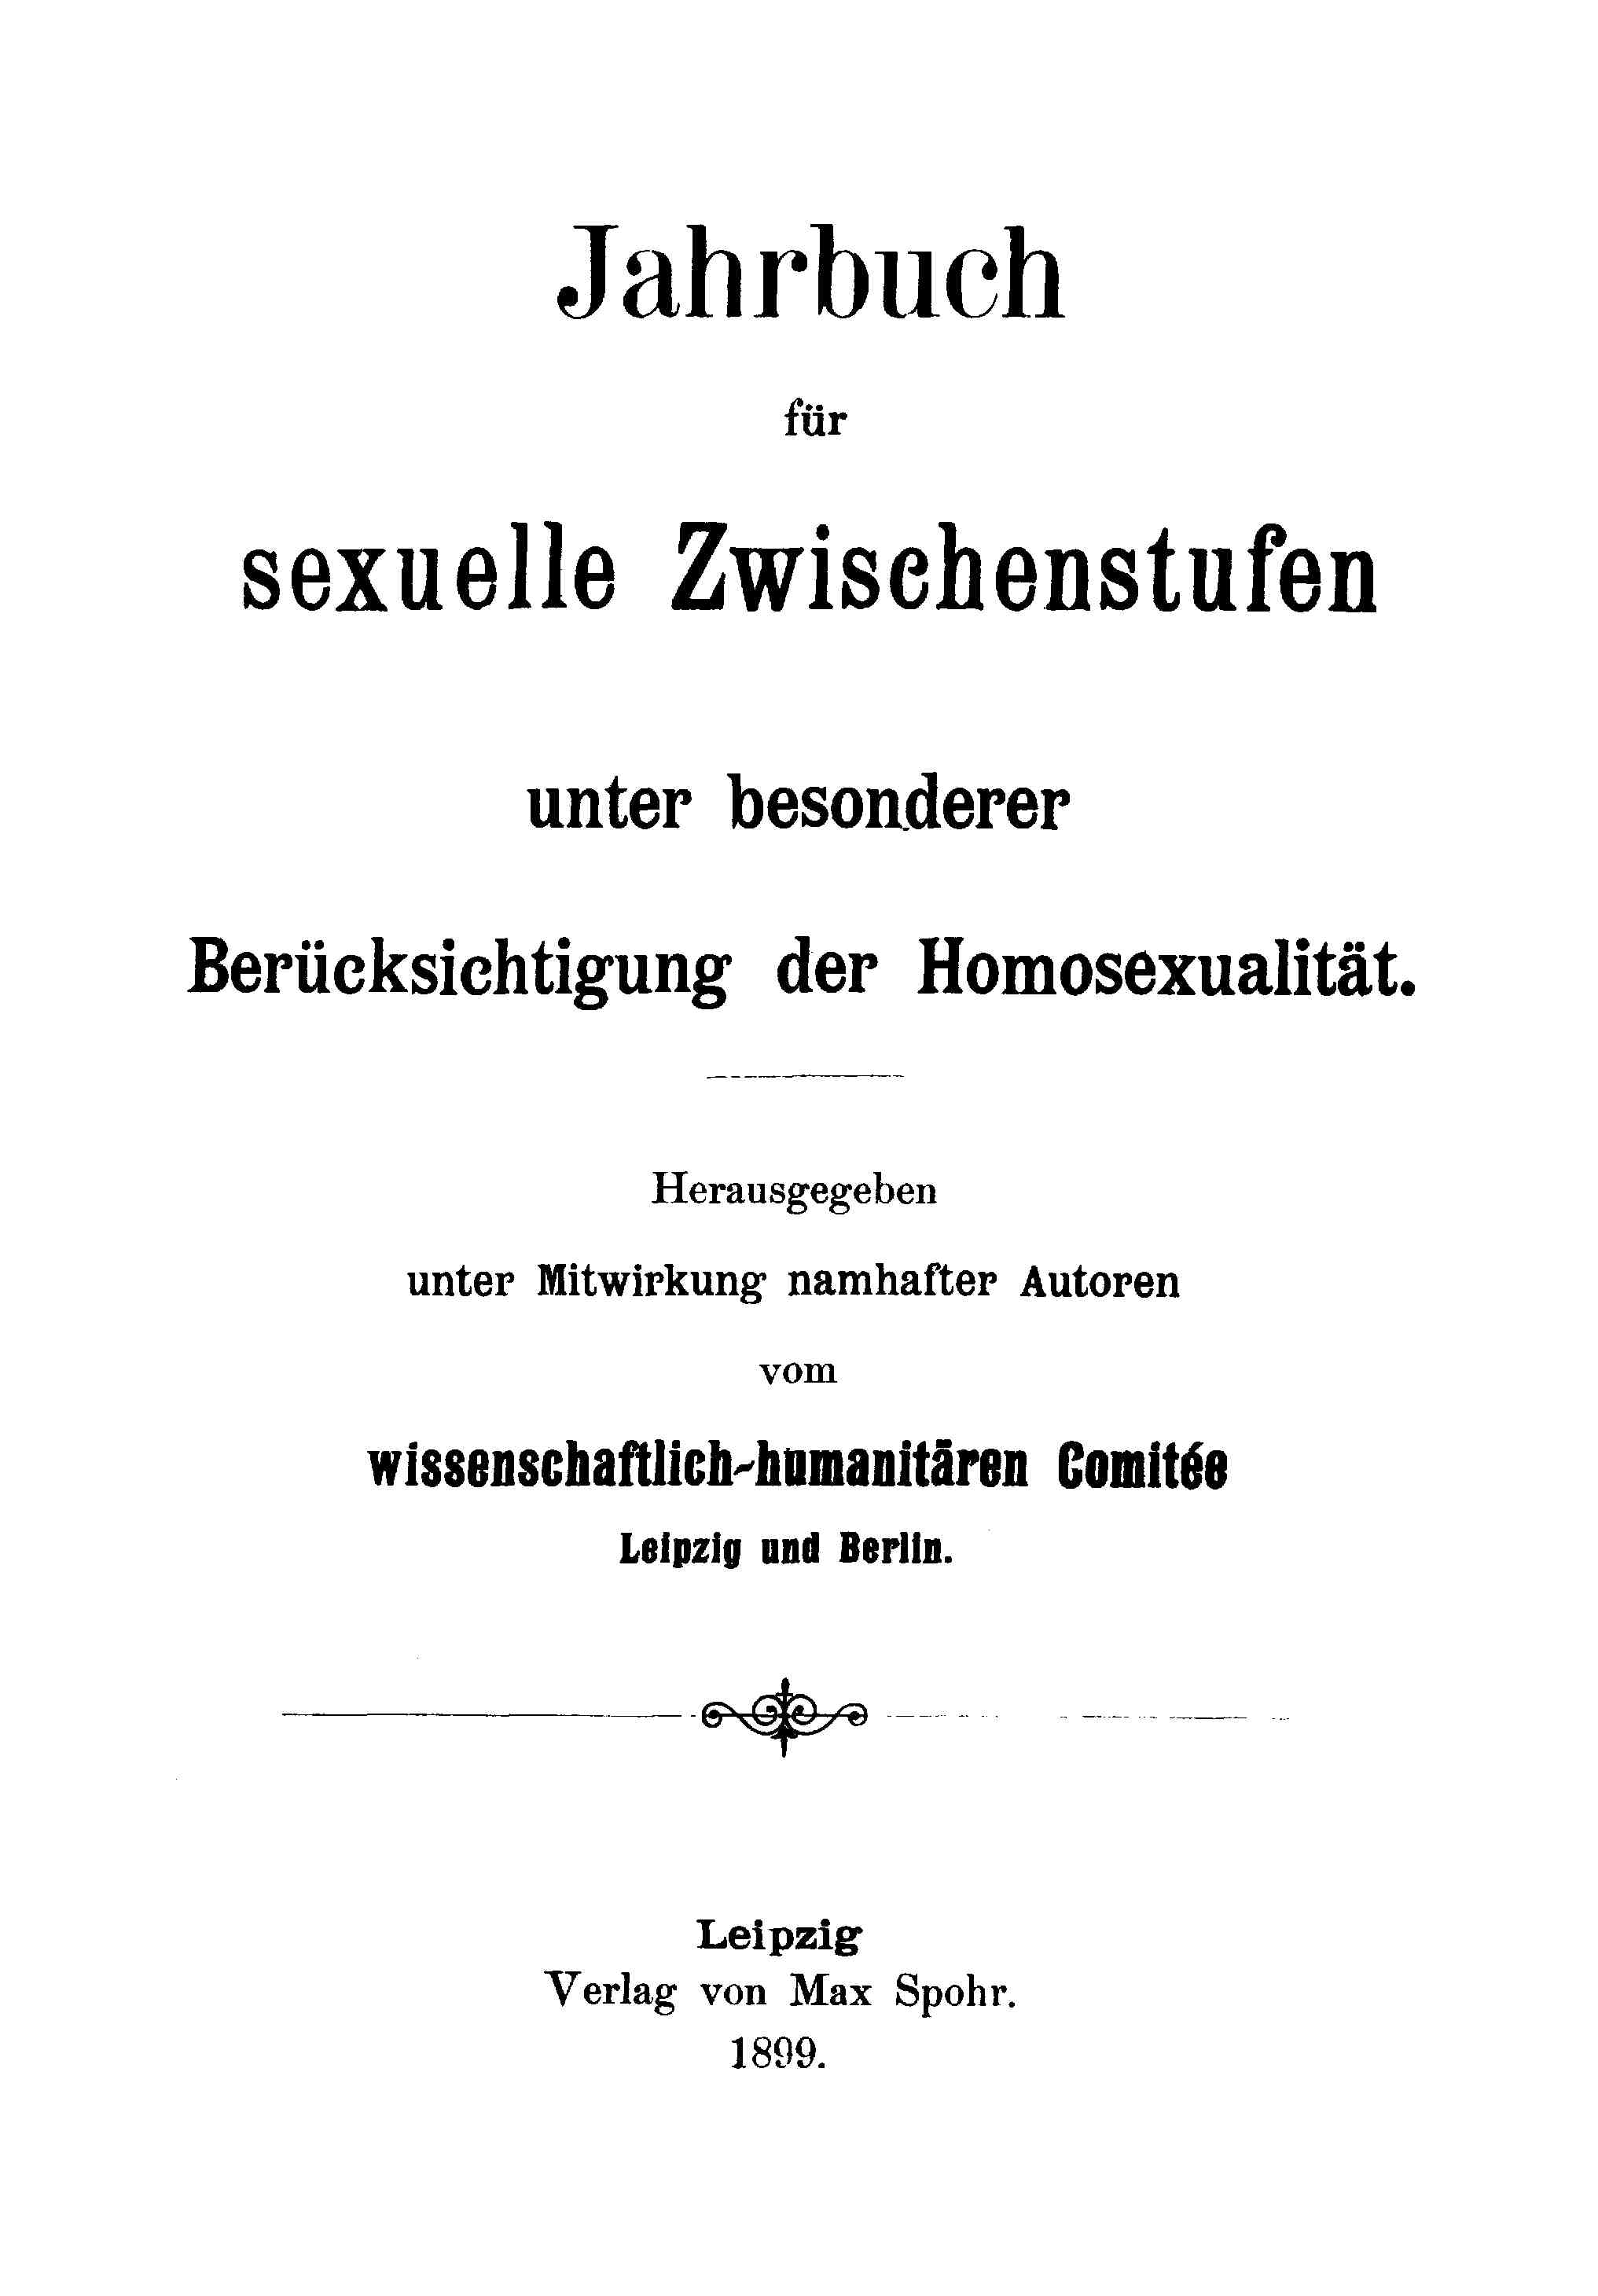 Jahrbuch
für
sexuelle Zwischenstufen
unter besonderer
Berücksichtigung der Homosexualität.
Herausgegeben
unter Mitwirkung namhafter Autoren
vom
wissenschaftlich-humanitären Comitée
Leipzig und Berlin.
Leipzig
Verlag von Max Spohr.
1899.